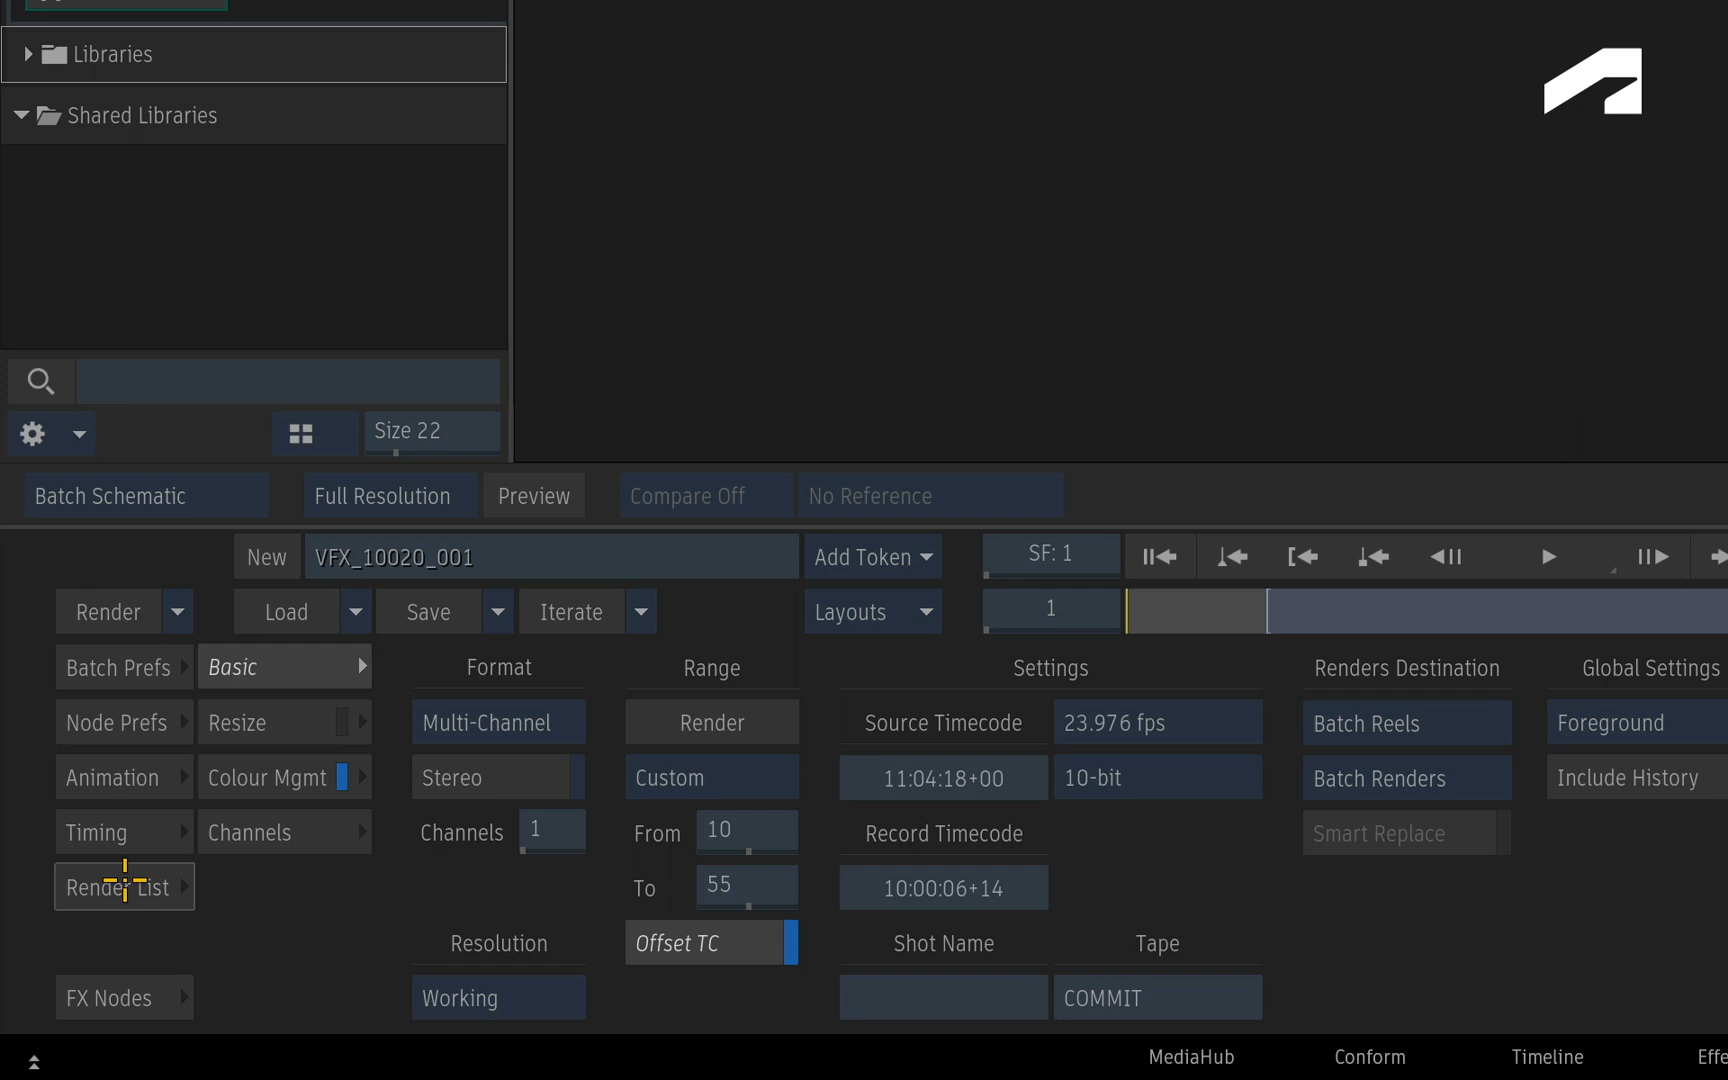 Libraries
Shared Libraries
Size 22
Batch Schematic Full Resolution Preview Compare Off No Reference
New VFX_10020_001 Add Token SF: 1
Render Load Save Iterate Layouts 1
Batch Prefs Basic Format Range Settings Renders Destination Global Settings
Node Prefs Resize Multi-Channel Render Source Timecode 23.976 fps Batch Reels Foreground
Animation Colour Mgmt Stereo Custom 11:04:18+00 10-bit Batch Renders Include History
Timing Channels Channels 1 From 10 Record Timecode Smart Replace
Render List To 55 10:00:06+14
Resolution Offset TC Shot Name Tape
FX Nodes Working COMMIT
MediaHub Conform Timeline Effe